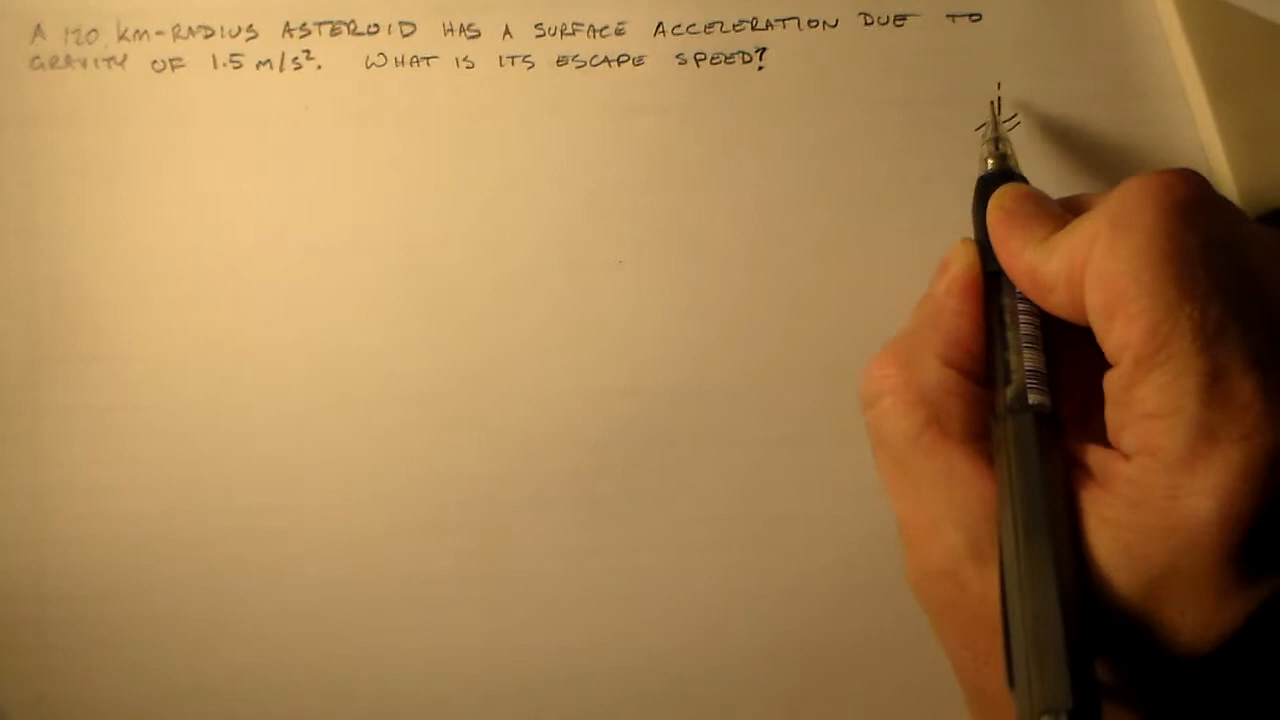 A 120 km-RADIUS ASTEROID HAS A SURFACE ACCELERATION DUE TO
GRAVITY OF 1.5 m/s². WHAT IS ITS ESCAPE SPEED?